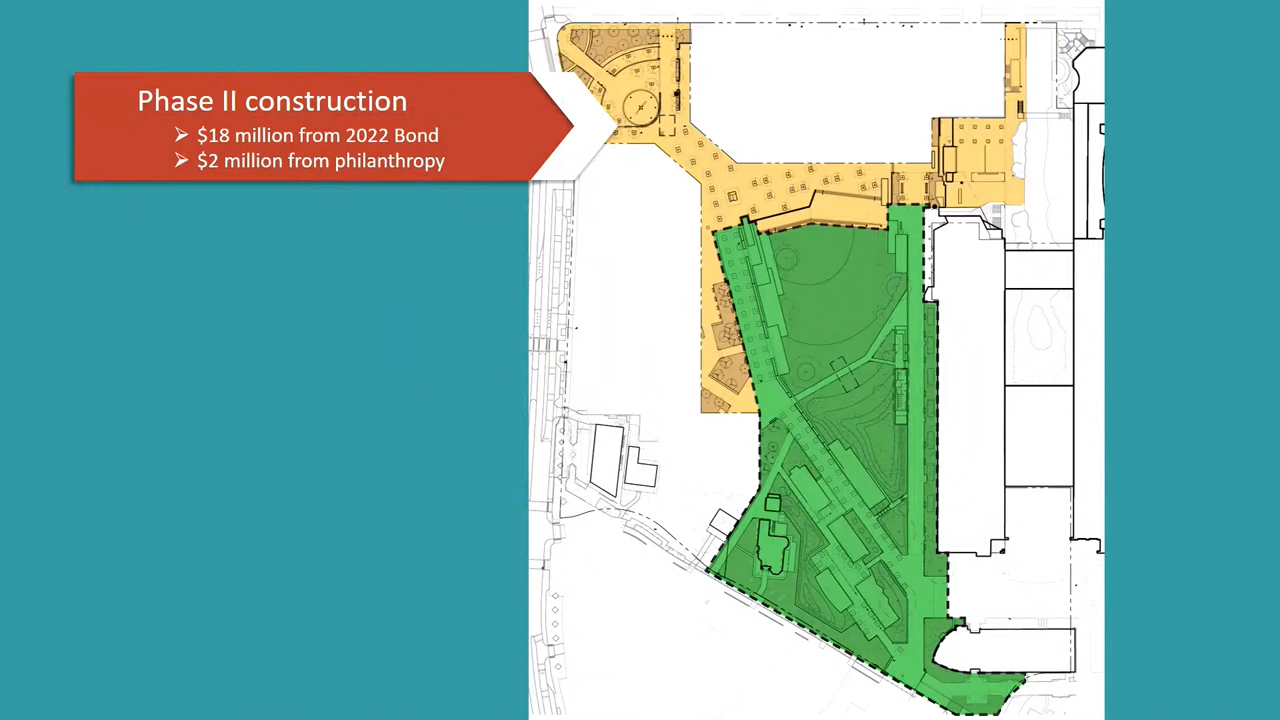 Phase II construction
➢ $18 million from 2022 Bond
➢ $2 million from philanthropy